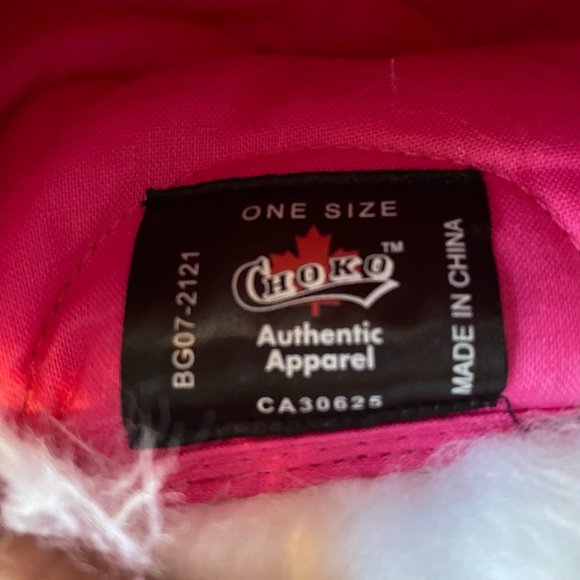 ONE SIZE
BG07-2121
CHOKO™
Authentic
Apparel
CA30625
MADE IN CHINA